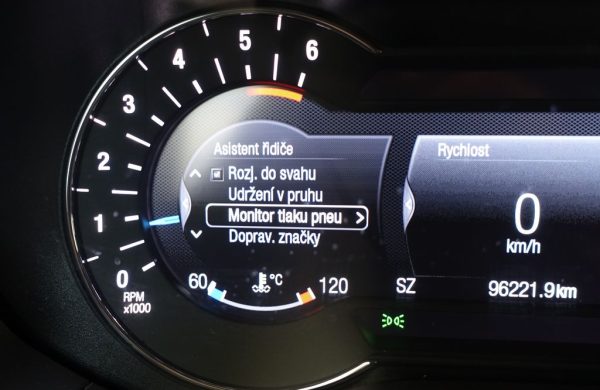 6
5
4
3
2
1
0
RPM
x1000
Asistent řidiče
Rozj. do svahu
Udržení v pruhu
Monitor tlaku pneu >
Doprav. značky
60 °C 120
Rychlost
0
km/h
SZ 96221.9km